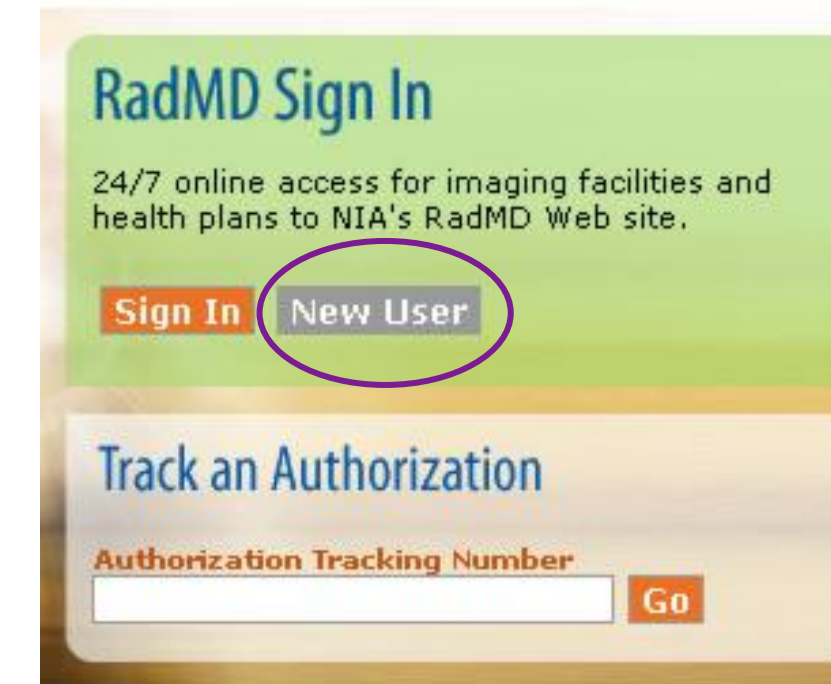 RadMD Sign In
24/7 online access for imaging facilities and
health plans to NIA's RadMD Web site.
Sign In New User
Track an Authorization
Authorization Tracking Number
Go